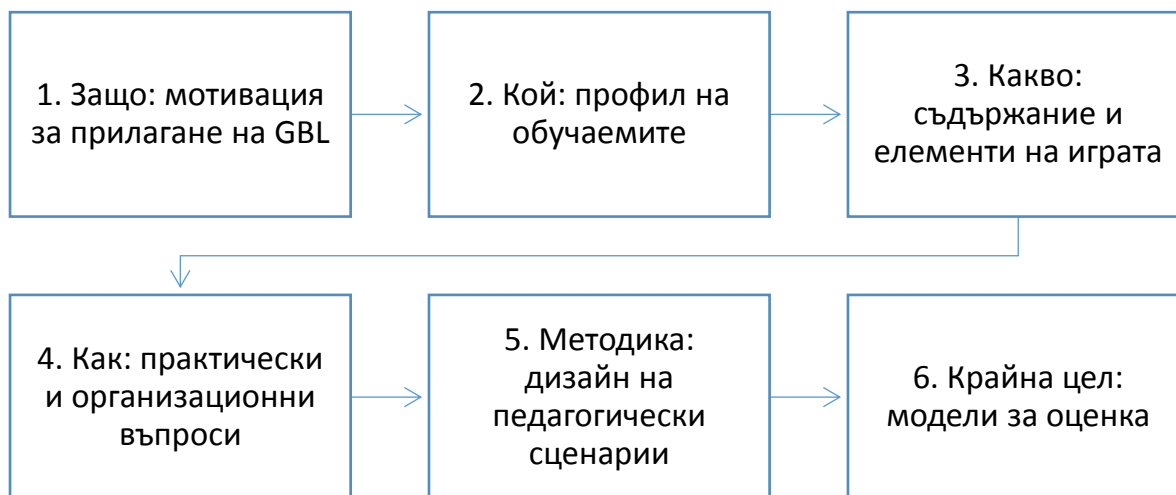 1. Защо: мотивация
за прилагане на GBL
2. Кой: профил на
обучаемите
3. Какво:
съдържание и
елементи на играта
4. Как: практически
и организационни
въпроси
5. Методика:
дизайн на
педагогически
сценарии
6. Крайна цел:
модели за оценка